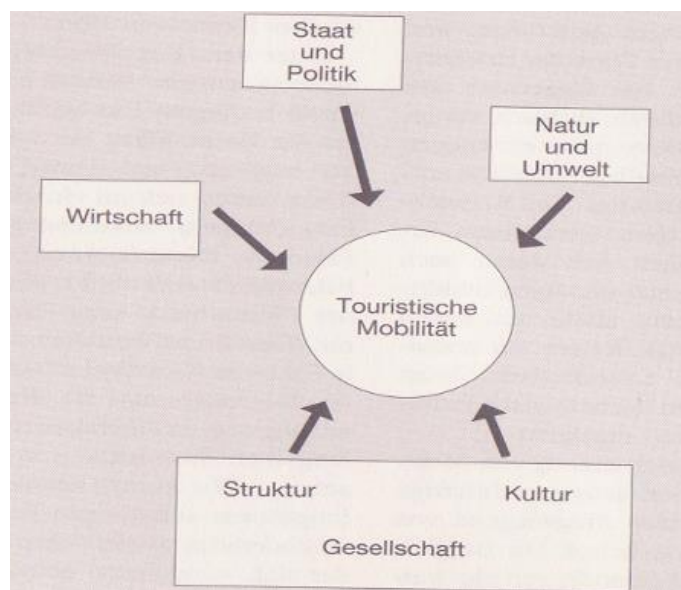 Staat
und
Politik
Natur
und
Umwelt
Wirtschaft
Touristische
Mobilität
Struktur
Kultur
Gesellschaft